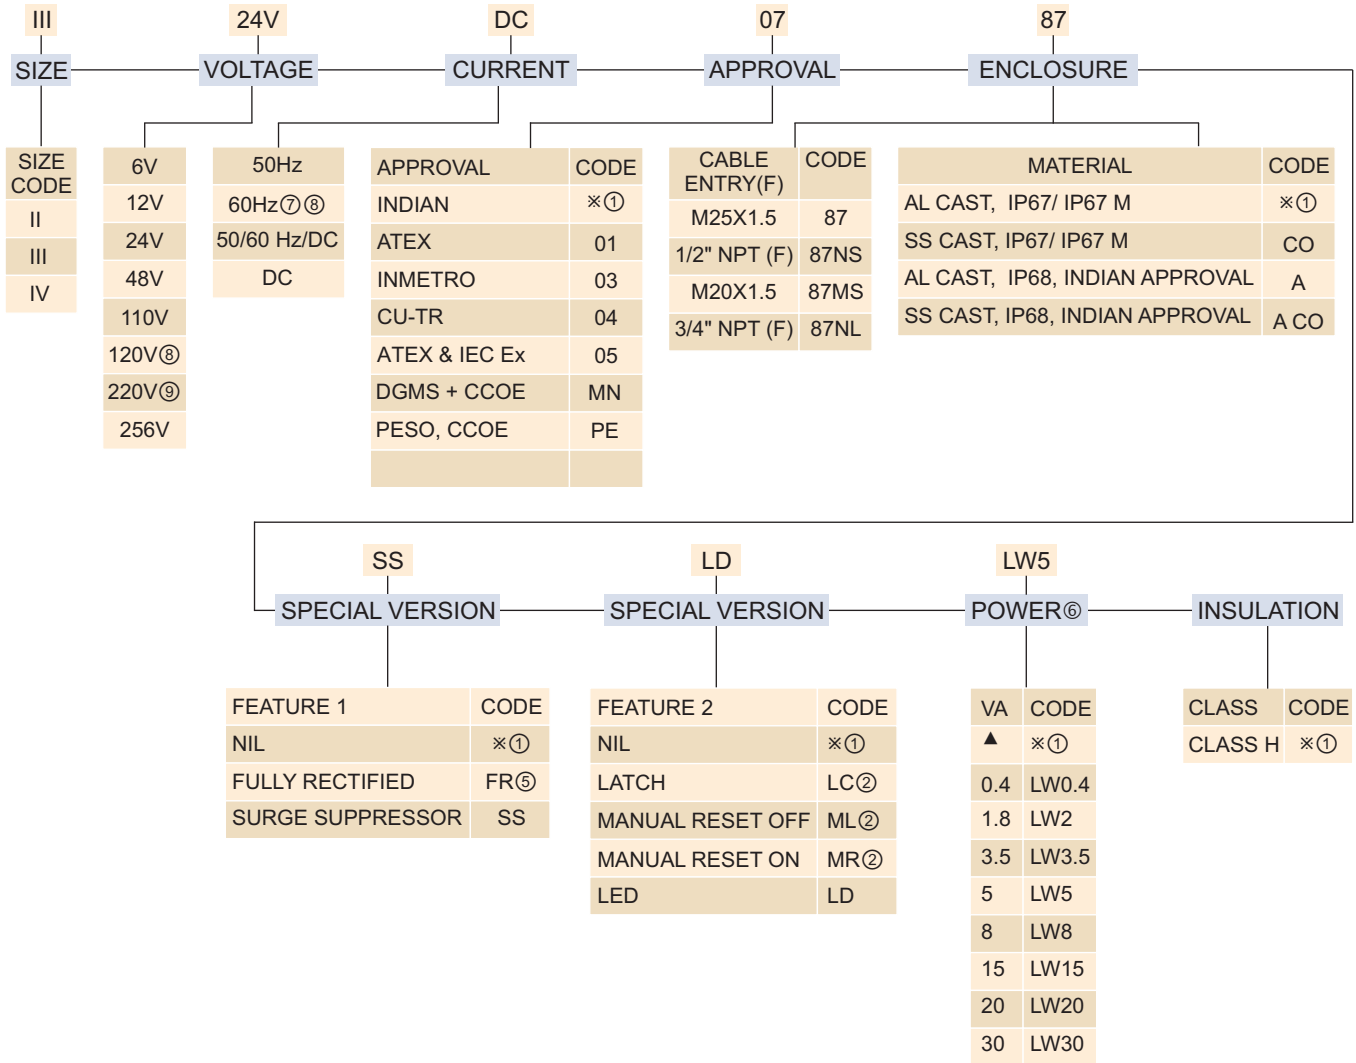 III 24V DC 07 87
SIZE VOLTAGE CURRENT APPROVAL ENCLOSURE
SIZE
CODE
II
III
IV
6V
12V
24V
48V
110V
120V⑧
220V⑨
256V
50Hz
60Hz⑦⑧
50/60 Hz/DC
DC
APPROVAL CODE
INDIAN ※①
ATEX 01
INMETRO 03
CU-TR 04
ATEX & IEC Ex 05
DGMS + CCOE MN
PESO, CCOE PE
CABLE CODE
ENTRY(F)
M25X1.5 87
1/2" NPT (F) 87NS
M20X1.5 87MS
3/4" NPT (F) 87NL
MATERIAL CODE
AL CAST, IP67/ IP67 M ※①
SS CAST, IP67/ IP67 M CO
AL CAST, IP68, INDIAN APPROVAL A
SS CAST, IP68, INDIAN APPROVAL A CO
SS LD LW5
SPECIAL VERSION SPECIAL VERSION POWER⑥ INSULATION
FEATURE 1 CODE
NIL ※①
FULLY RECTIFIED FR⑤
SURGE SUPPRESSOR SS
FEATURE 2 CODE
NIL ※①
LATCH LC②
MANUAL RESET OFF ML②
MANUAL RESET ON MR②
LED LD
VA CODE
▲ ※①
0.4 LW0.4
1.8 LW2
3.5 LW3.5
5 LW5
8 LW8
15 LW15
20 LW20
30 LW30
CLASS CODE
CLASS H ※①